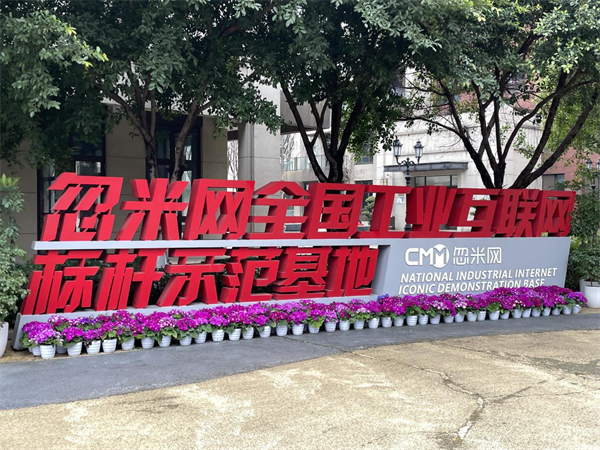 忽米网全国工业互联网
标杆示范基地
CM 忽米网
NATIONAL INDUSTRIAL INTERNET
ICONIC DEMONSTRATION BASE